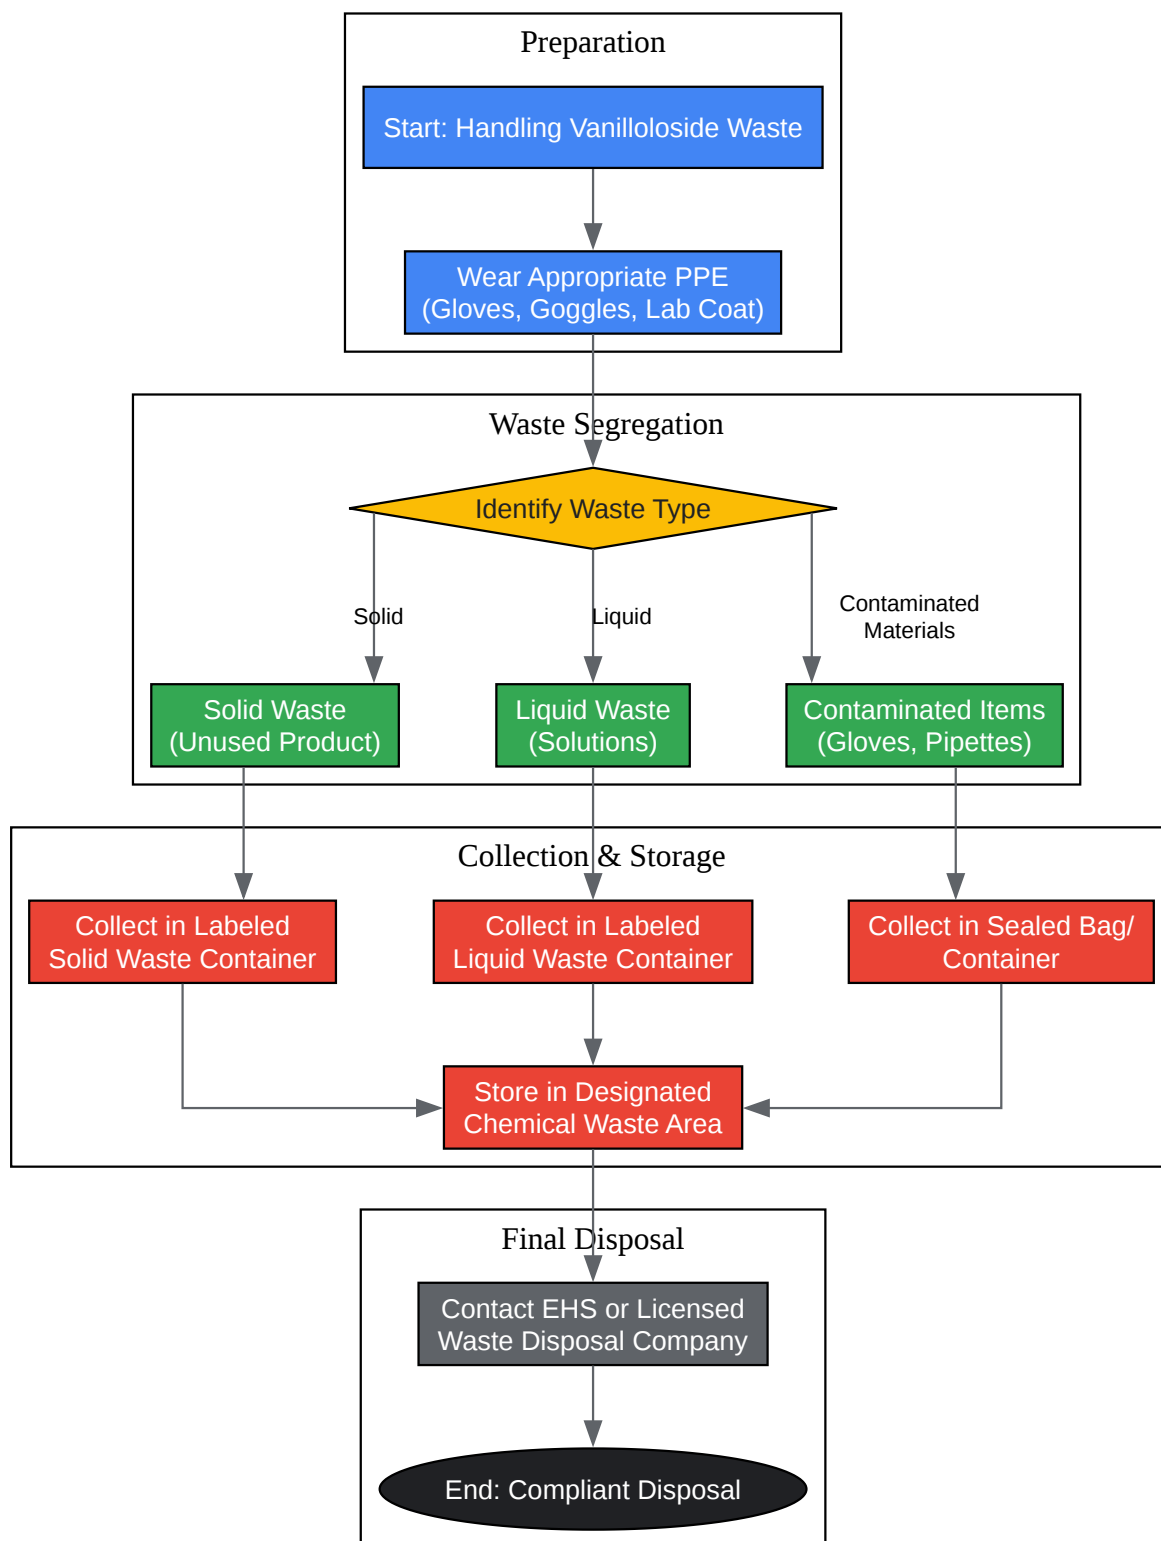 Preparation
Start: Handling Vanilloloside Waste
Wear Appropriate PPE
(Gloves, Goggles, Lab Coat)
Waste Segregation
Identify Waste Type
Solid
Liquid
Contaminated
Materials
Solid Waste
(Unused Product)
Liquid Waste
(Solutions)
Contaminated Items
(Gloves, Pipettes)
Collection & Storage
Collect in Labeled
Solid Waste Container
Collect in Labeled
Liquid Waste Container
Collect in Sealed Bag/
Container
Store in Designated
Chemical Waste Area
Final Disposal
Contact EHS or Licensed
Waste Disposal Company
End: Compliant Disposal